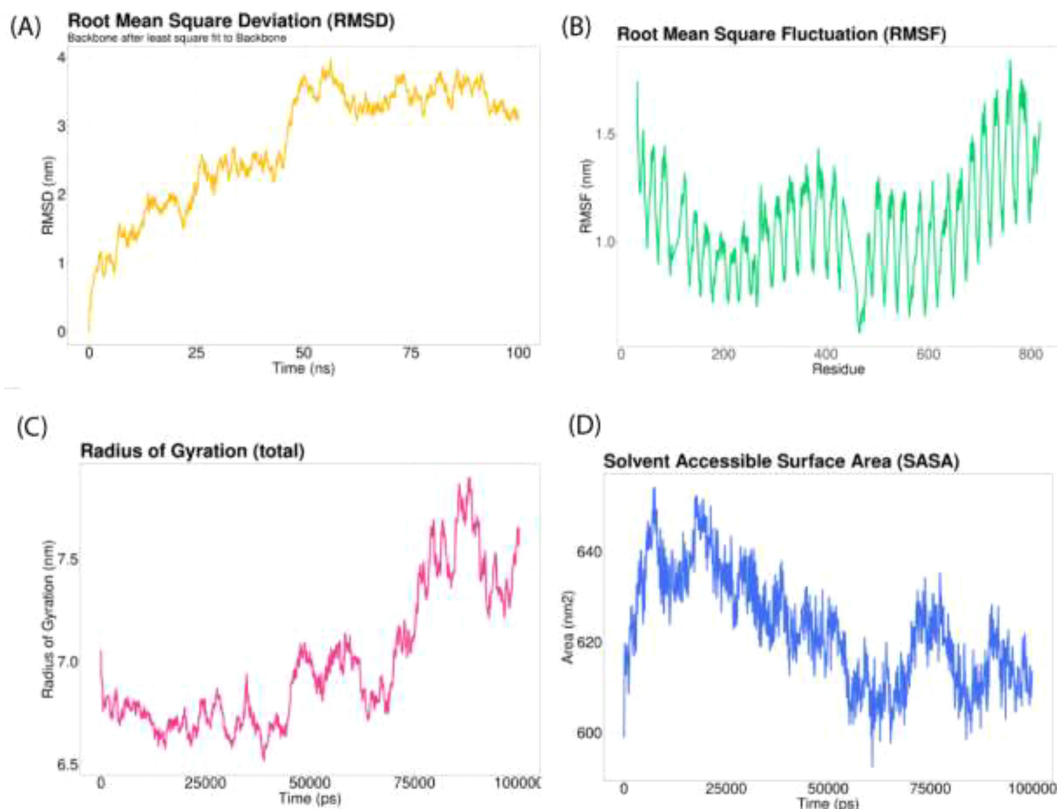 (A)
Root Mean Square Deviation (RMSD)
Backbone after least square fit to Backbone
4
3
2
1
0
RMSD (nm)
0 25 50 75 100
Time (ns)
(B)
Root Mean Square Fluctuation (RMSF)
1.5
1.0
RMSF (nm)
0 200 400 600 800
Residue
(C)
Radius of Gyration (total)
7.5
7.0
6.5
Radius of Gyration (nm)
0 25000 50000 75000 100000
Time (ps)
(D)
Solvent Accessible Surface Area (SASA)
640
620
600
Area (nm2)
0 25000 50000 75000 100000
Time (ps)